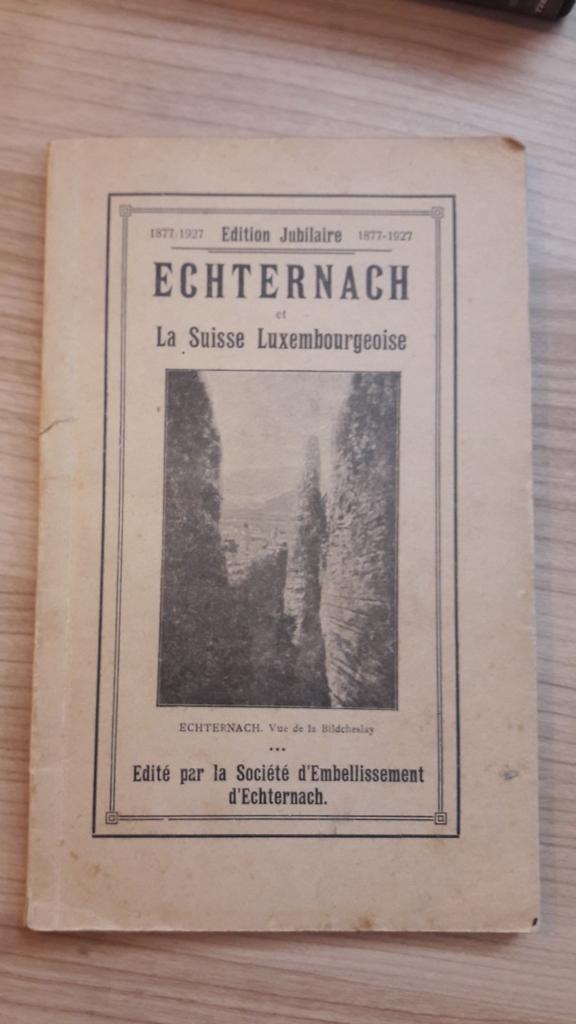 1877 1927 Edition Jubilaire 1877-1927
ECHTERNACH
et
La Suisse Luxembourgeoise
ECHTERNACH. Vue de la Bildcheslay
Edité par la Société d'Embellissement
d'Echternach.